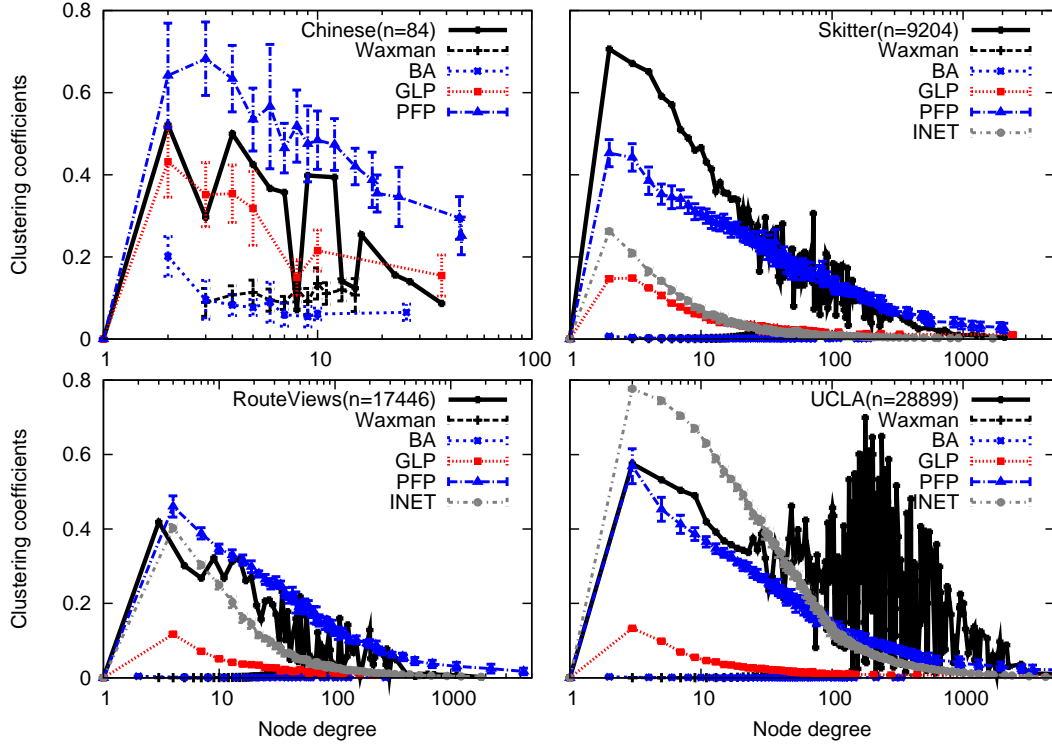 Clustering coefficients
0.8
0.6
0.4
0.2
0
1
10
100
Chinese(n=84)
Waxman
BA
GLP
PFP
1
10
100
1000
Skitter(n=9204)
Waxman
BA
GLP
PFP
INET
Clustering coefficients
0.8
0.6
0.4
0.2
0
1
10
100
1000
Node degree
RouteViews(n=17446)
Waxman
BA
GLP
PFP
INET
1
10
100
1000
Node degree
UCLA(n=28899)
Waxman
BA
GLP
PFP
INET